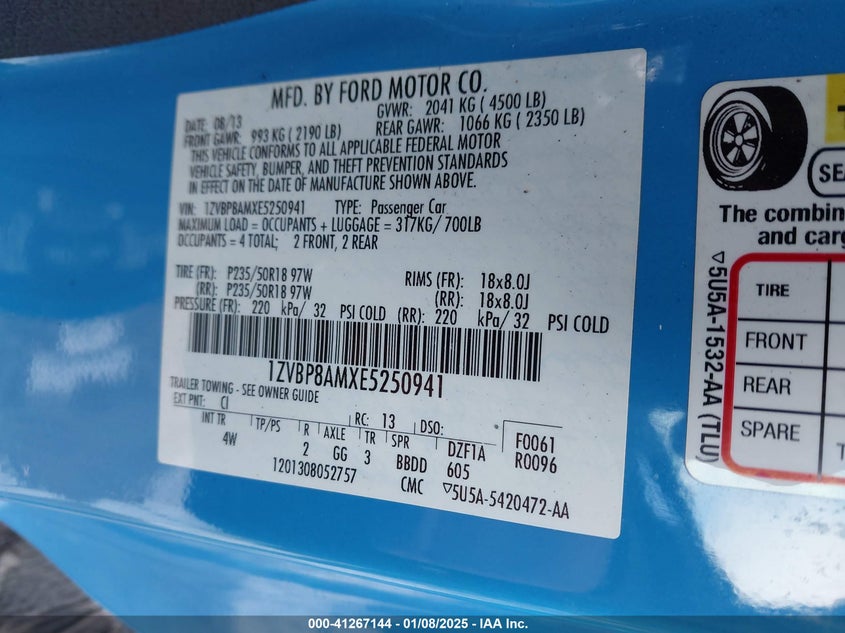 MFD. BY FORD MOTOR CO.
DATE: 08/13 GVWR: 2041 KG ( 4500 LB)
FRONT GAWR: 993 KG ( 2190 LB) REAR GAWR: 1066 KG ( 2350 LB)
THIS VEHICLE CONFORMS TO ALL APPLICABLE FEDERAL MOTOR
VEHICLE SAFETY, BUMPER, AND THEFT PREVENTION STANDARDS
IN EFFECT ON THE DATE OF MANUFACTURE SHOWN ABOVE.
VIN: 1ZVBP8AMXE5250941 TYPE: Passenger Car
MAXIMUM LOAD = OCCUPANTS + LUGGAGE = 317KG/ 700LB
OCCUPANTS = 4 TOTAL; 2 FRONT, 2 REAR
TIRE (FR): P235/50R18 97W RIMS (FR): 18x8.0J
(RR): P235/50R18 97W (RR): 18x8.0J
PRESSURE (FR): 220 kPa/ 32 PSI COLD (RR): 220 kPa/ 32 PSI COLD
1ZVBP8AMXE5250941
TRAILER TOWING - SEE OWNER GUIDE
EXT PNT: CI RC: 13 DSO:
INT TR TP/PS R AXLE TR SPR DZF1A F0061
4W 2 GG 3 BBDD 605 R0096
1201308052757 CMC ▽5U5A-5420472-AA
The combin
and carg
TIRE
FRONT
REAR
SPARE
▽5U5A-1532-AA (TLU)
000-41267144 - 01/08/2025 - IAA Inc.